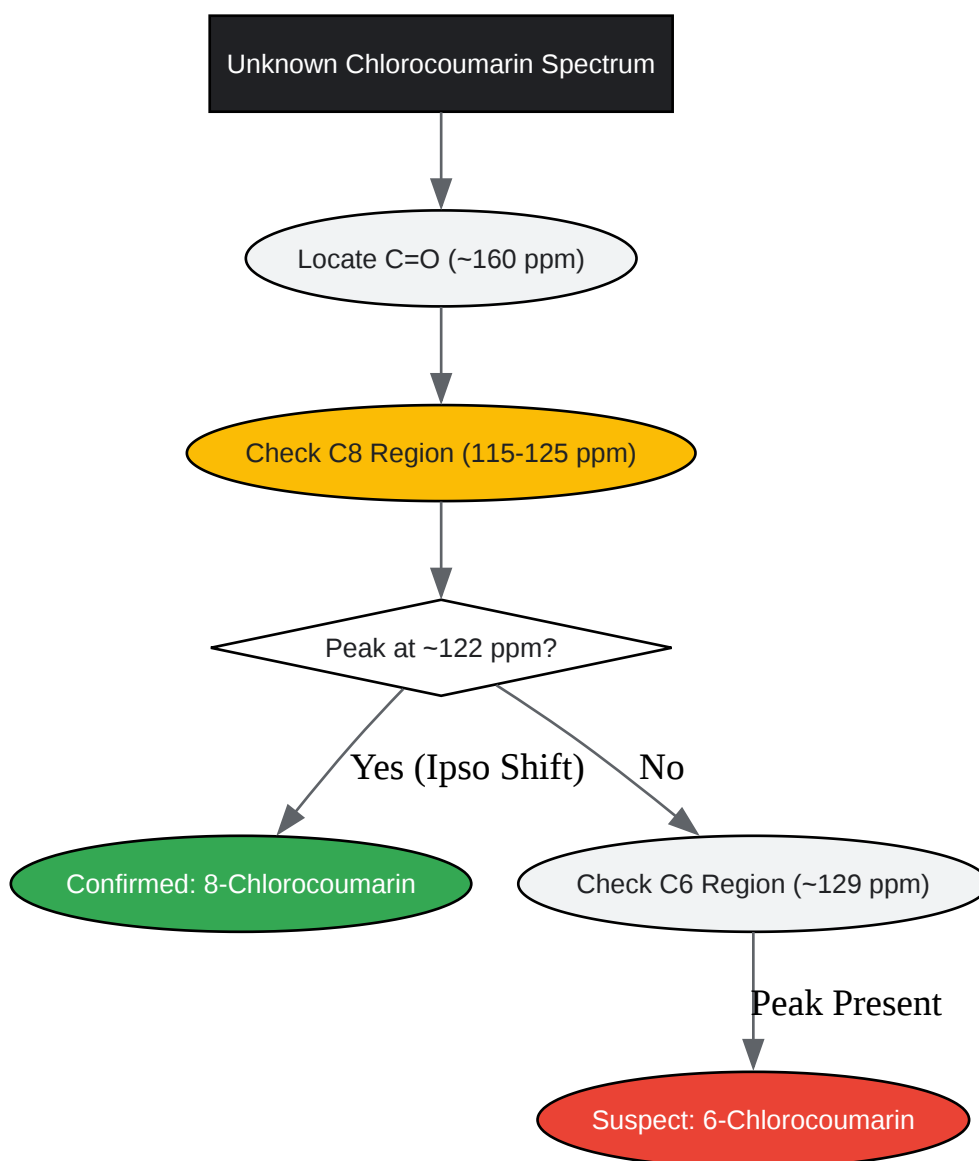 Unknown Chlorocoumarin Spectrum
Locate C=O (~160 ppm)
Check C8 Region (115-125 ppm)
Peak at ~122 ppm?
Yes (Ipso Shift)
No
Confirmed: 8-Chlorocoumarin
Check C6 Region (~129 ppm)
Peak Present
Suspect: 6-Chlorocoumarin